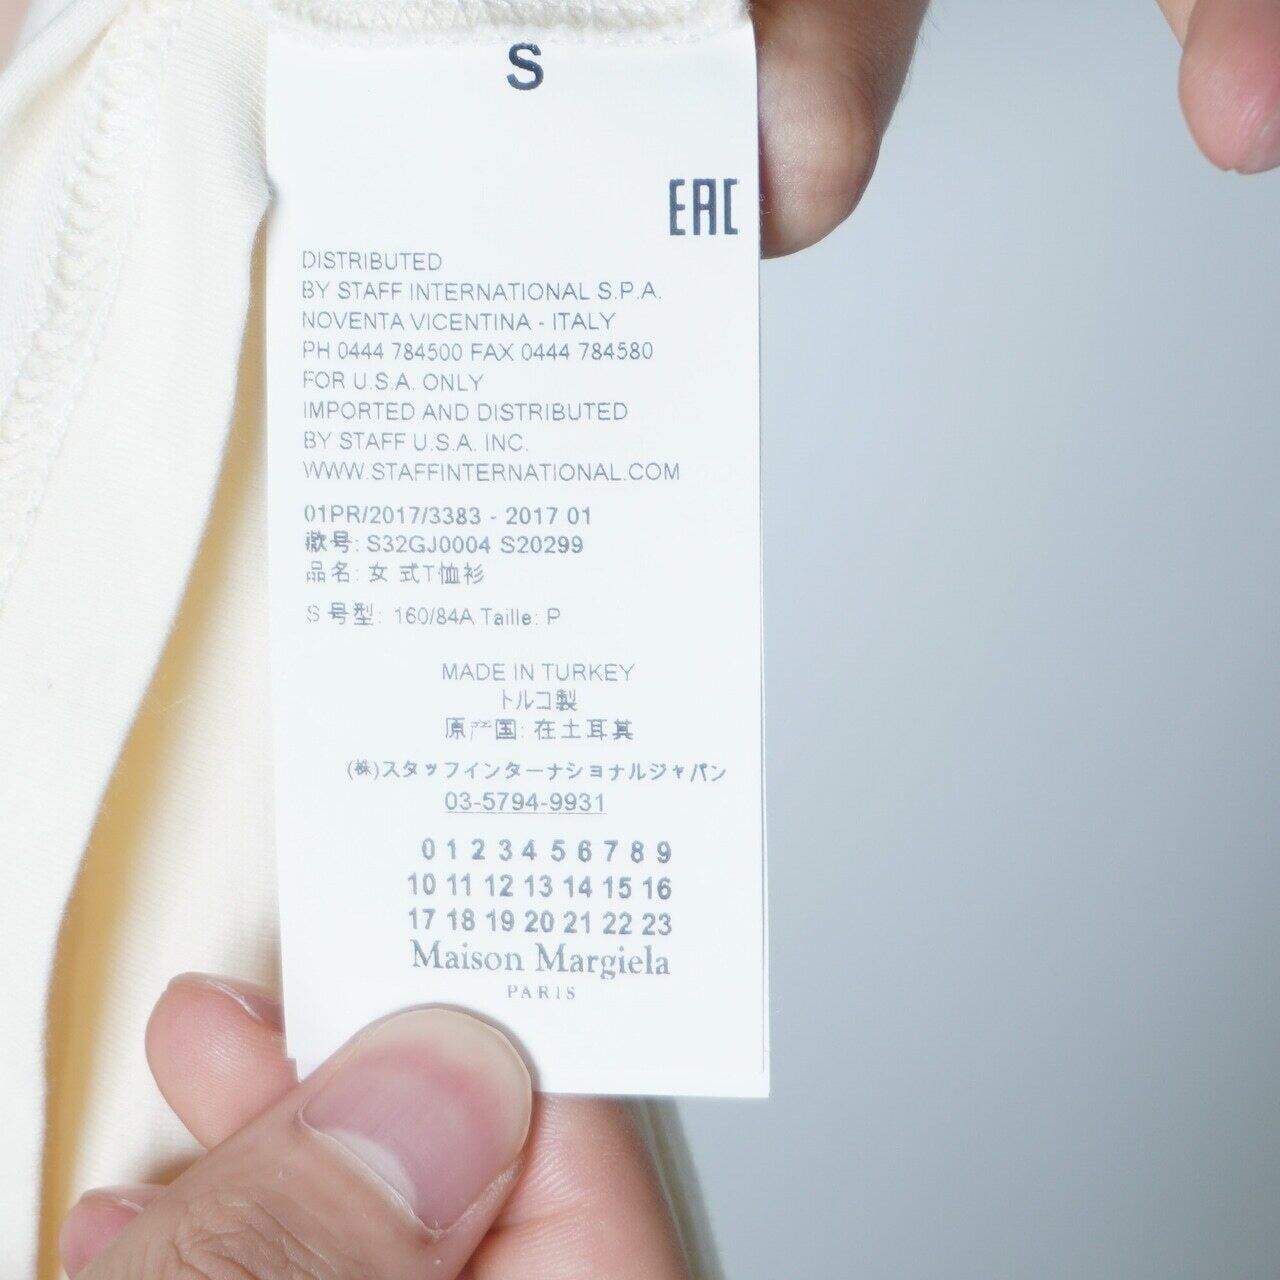 S
EAC
DISTRIBUTED
BY STAFF INTERNATIONAL S.P.A.
NOVENTA VICENTINA - ITALY
PH 0444 784500 FAX 0444 784580
FOR U.S.A. ONLY
IMPORTED AND DISTRIBUTED
BY STAFF U.S.A. INC.
WWW.STAFFINTERNATIONAL.COM
01PR/2017/3383 - 2017 01
款号: S32GJ0004 S20299
品名: 女 式T恤衫
S 号型: 160/84A Taille: P
MADE IN TURKEY
トルコ製
原产国: 在土耳其
(株)スタッフインターナショナルジャパン
03-5794-9931
0 1 2 3 4 5 6 7 8 9
10 11 12 13 14 15 16
17 18 19 20 21 22 23
Maison Margiela
PARIS